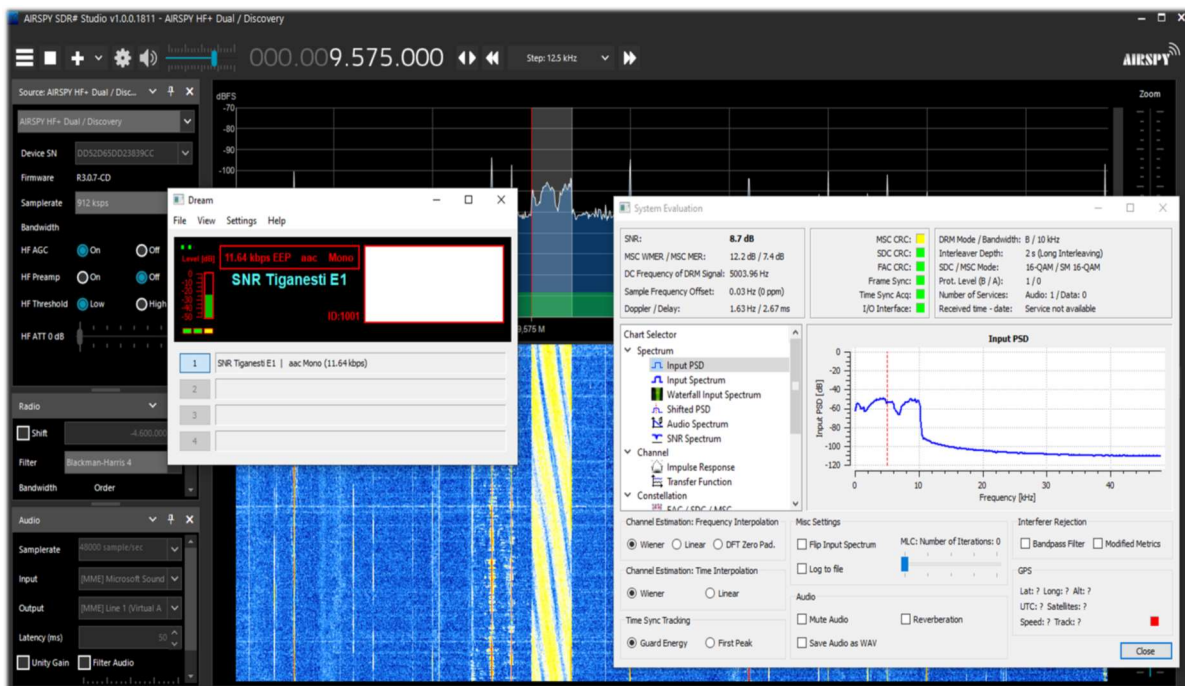 AIRSPY SDR# Studio v1.0.0.1811 - AIRSPY HF+ Dual / Discovery
000.009.575.000
Step: 12.5 kHz
AIRSPY
Source: AIRSPY HF+ Dual / Disc...
AIRSPY HF+ Dual / Discovery
Device SN DD52D65DD23839CC
Firmware R3.0.7-CD
Samplerate 912 ksps
Bandwidth
HF AGC On Off
HF Preamp On Off
HF Threshold Low High
HF ATT 0 dB
Radio
Shift -4.600.000
Filter Blackman-Harris 4
Bandwidth Order
Audio
Samplerate 48000 sample/sec
Input [MME] Microsoft Sound
Output [MME] Line 1 (Virtual A
Latency (ms) 50
Unity Gain Filter Audio
dBFS
-70
-80
-90
-100
9,575 M
Zoom
Dream
File View Settings Help
Level [dB]
11.64 kbps EEP aac Mono
SNR Tiganesti E1
ID:1001
1 SNR Tiganesti E1 | aac Mono (11.64 kbps)
2
3
4
System Evaluation
SNR: 8.7 dB
MSC WMER / MSC MER: 12.2 dB / 7.4 dB
DC Frequency of DRM Signal: 5003.96 Hz
Sample Frequency Offset: 0.03 Hz (0 ppm)
Doppler / Delay: 1.63 Hz / 2.67 ms
MSC CRC:
SDC CRC:
FAC CRC:
Frame Sync:
Time Sync Acq:
I/O Interface:
DRM Mode / Bandwidth: B / 10 kHz
Interleaver Depth: 2 s (Long Interleaving)
SDC / MSC Mode: 16-QAM / SM 16-QAM
Prot. Level (B / A): 1 / 0
Number of Services: Audio: 1 / Data: 0
Received time - date: Service not available
Chart Selector
Spectrum
Input PSD
Input Spectrum
Waterfall Input Spectrum
Shifted PSD
Audio Spectrum
SNR Spectrum
Channel
Impulse Response
Transfer Function
Constellation
FAC / SDC / MSC
Input PSD
Input PSD [dB]
0
-20
-40
-60
-80
-100
-120
0 10 20 30 40
Frequency [kHz]
Channel Estimation: Frequency Interpolation
Wiener Linear DFT Zero Pad.
Channel Estimation: Time Interpolation
Wiener Linear
Time Sync Tracking
Guard Energy First Peak
Misc Settings
Flip Input Spectrum
Log to file
MLC: Number of Iterations: 0
Audio
Mute Audio Reverberation
Save Audio as WAV
Interferer Rejection
Bandpass Filter Modified Metrics
GPS
Lat: ? Long: ? Alt: ?
UTC: ? Satellites: ?
Speed: ? Track: ?
Close